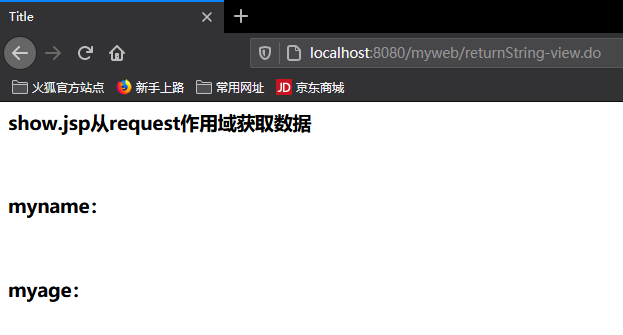 Title
localhost:8080/myweb/returnString-view.do
火狐官方站点 新手上路 常用网址 JD 京东商城
show.jsp从request作用域获取数据
myname：
myage：